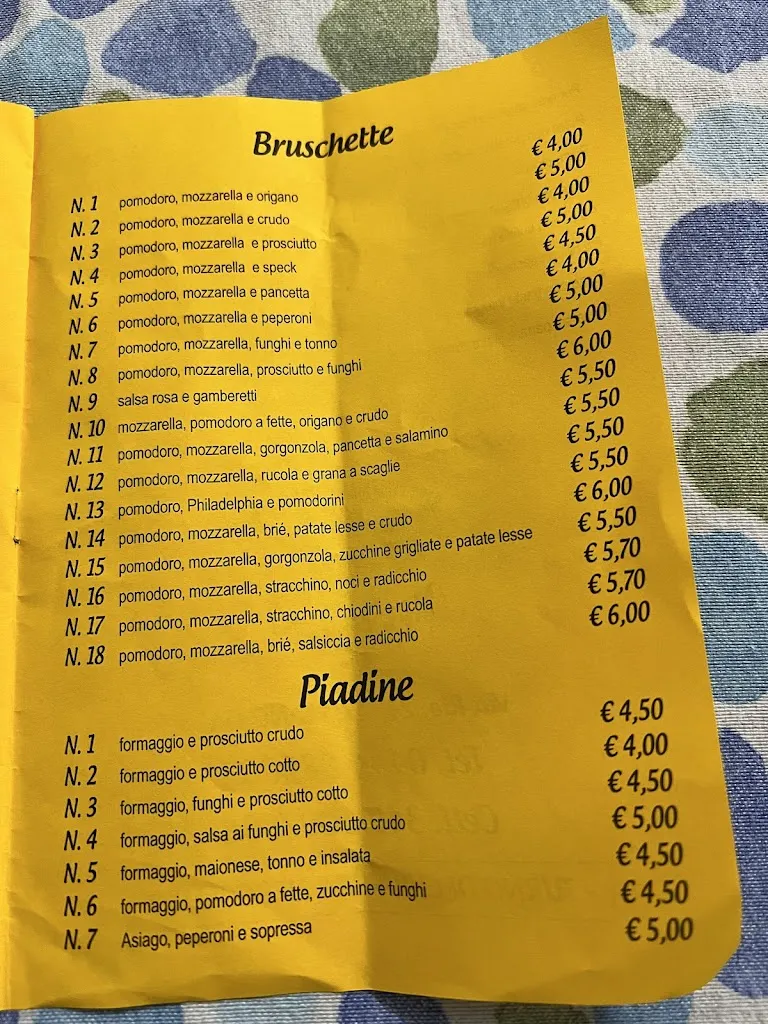 Bruschette
N. 1 pomodoro, mozzarella e origano € 4,00
N. 2 pomodoro, mozzarella e crudo € 5,00
N. 3 pomodoro, mozzarella e prosciutto € 4,00
N. 4 pomodoro, mozzarella e speck € 5,00
N. 5 pomodoro, mozzarella e pancetta € 4,50
N. 6 pomodoro, mozzarella e peperoni € 4,00
N. 7 pomodoro, mozzarella, funghi e tonno € 5,00
N. 8 pomodoro, mozzarella, prosciutto e funghi € 5,00
N. 9 salsa rosa e gamberetti € 6,00
N. 10 mozzarella, pomodoro a fette, origano e crudo € 5,50
N. 11 pomodoro, mozzarella, gorgonzola, pancetta e salamino € 5,50
N. 12 pomodoro, mozzarella, rucola e grana a scaglie € 5,50
N. 13 pomodoro, Philadelphia e pomodorini € 5,50
N. 14 pomodoro, mozzarella, brié, patate lesse e crudo € 6,00
N. 15 pomodoro, mozzarella, gorgonzola, zucchine grigliate e patate lesse € 5,50
N. 16 pomodoro, mozzarella, stracchino, noci e radicchio € 5,70
N. 17 pomodoro, mozzarella, stracchino, chiodini e rucola € 5,70
N. 18 pomodoro, mozzarella, brié, salsiccia e radicchio € 6,00
Piadine
N. 1 formaggio e prosciutto crudo € 4,50
N. 2 formaggio e prosciutto cotto € 4,00
N. 3 formaggio, funghi e prosciutto cotto € 4,50
N. 4 formaggio, salsa ai funghi e prosciutto crudo € 5,00
N. 5 formaggio, maionese, tonno e insalata € 4,50
N. 6 formaggio, pomodoro a fette, zucchine e funghi € 4,50
N. 7 Asiago, peperoni e sopressa € 5,00